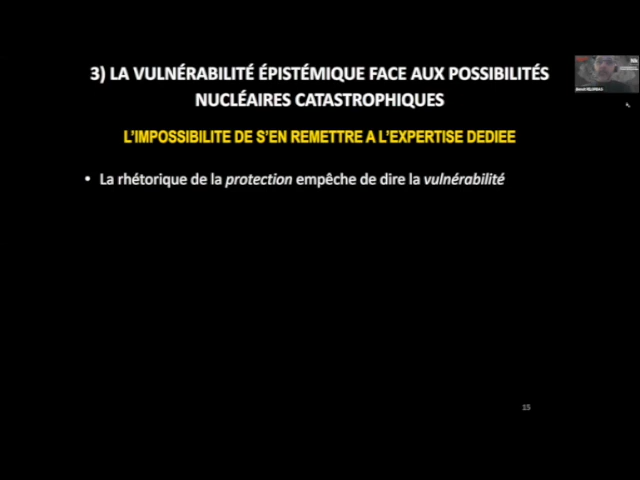 3) LA VULNÉRABILITÉ ÉPISTÉMIQUE FACE AUX POSSIBILITÉS
NUCLÉAIRES CATASTROPHIQUES
L'IMPOSSIBILITE DE S'EN REMETTRE A L'EXPERTISE DEDIEE
• La rhétorique de la protection empêche de dire la vulnérabilité
15